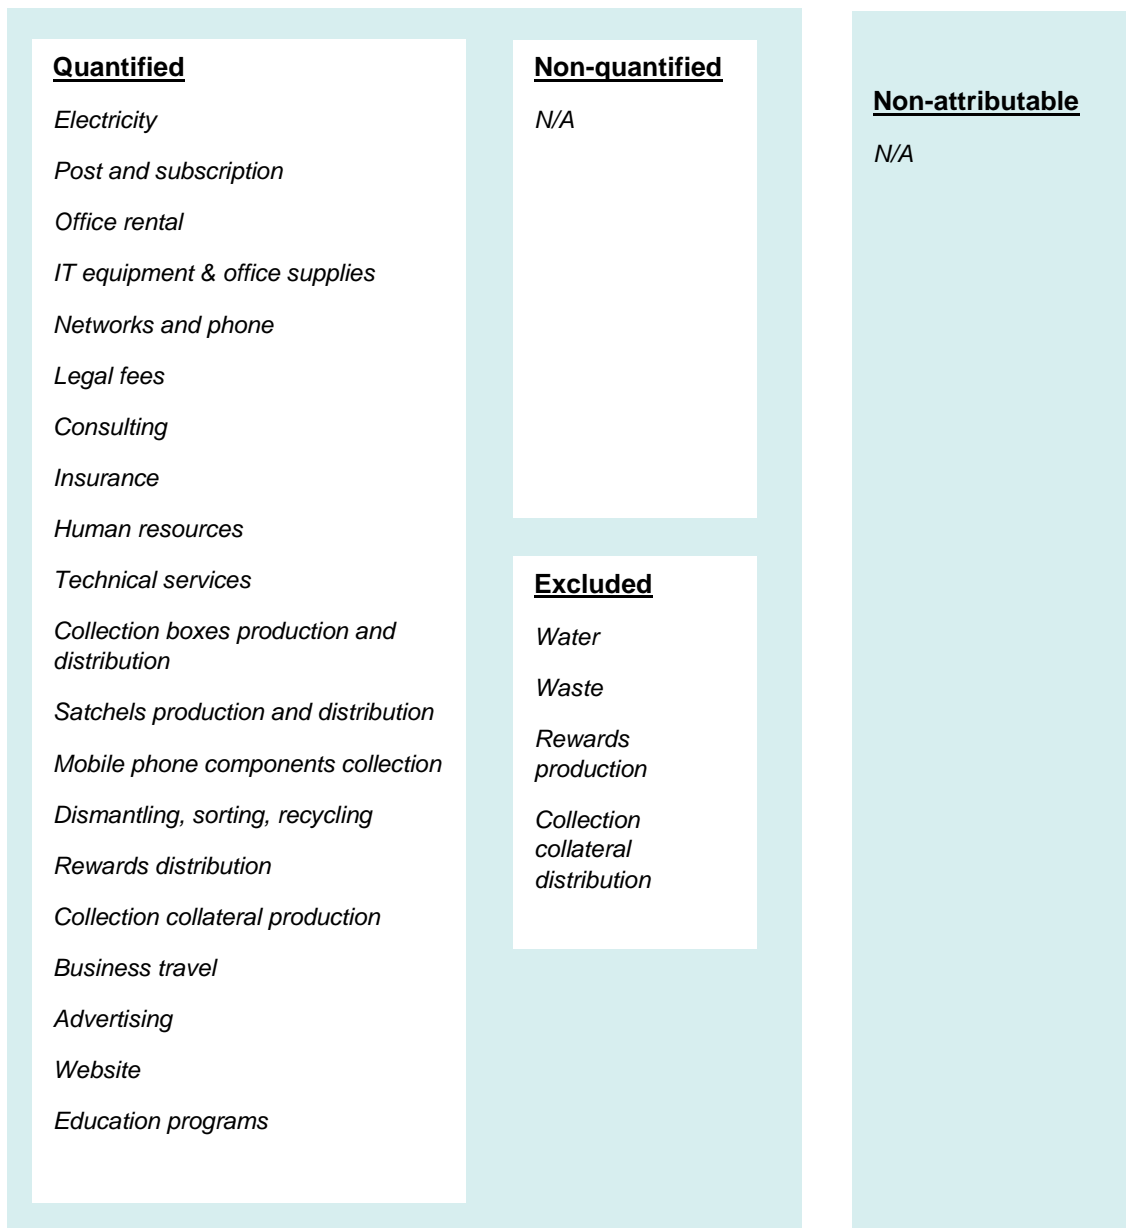 Quantified
Electricity
Post and subscription
Office rental
IT equipment & office supplies
Networks and phone
Legal fees
Consulting
Insurance
Human resources
Technical services
Collection boxes production and
distribution
Satchels production and distribution
Mobile phone components collection
Dismantling, sorting, recycling
Rewards distribution
Collection collateral production
Business travel
Advertising
Website
Education programs
Non-quantified
N/A
Excluded
Water
Waste
Rewards
production
Collection
collateral
distribution
Non-attributable
N/A